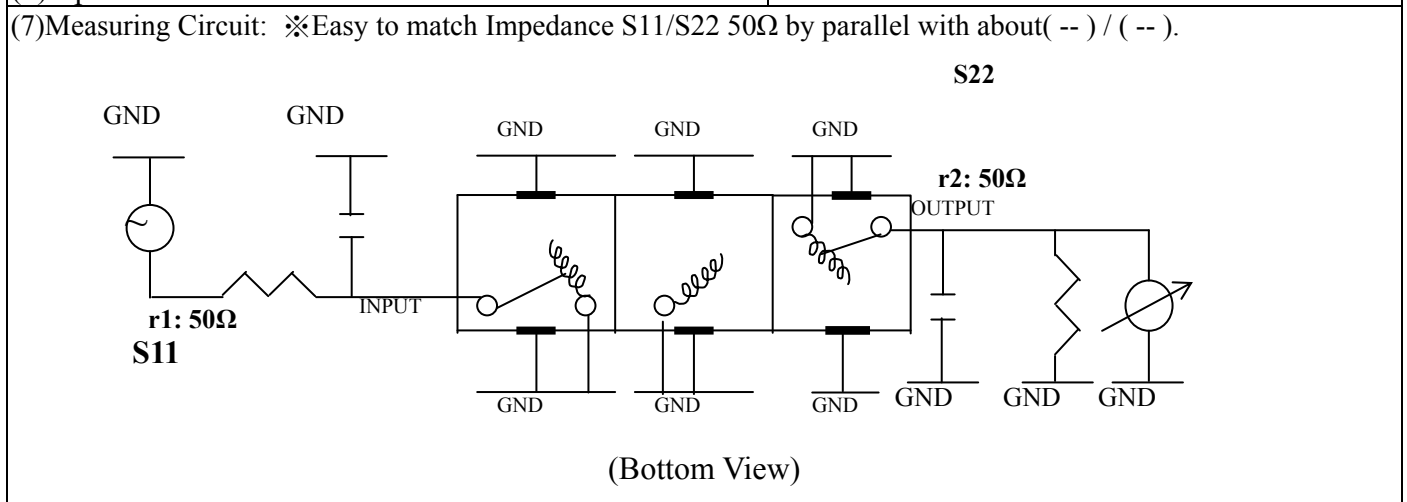 (7)Measuring Circuit: ※Easy to match Impedance S11/S22 50Ω by parallel with about( -- ) / ( -- ).
S22
GND GND GND GND GND
r2: 50Ω
OUTPUT
INPUT
r1: 50Ω
S11
GND GND GND GND GND GND
(Bottom View)